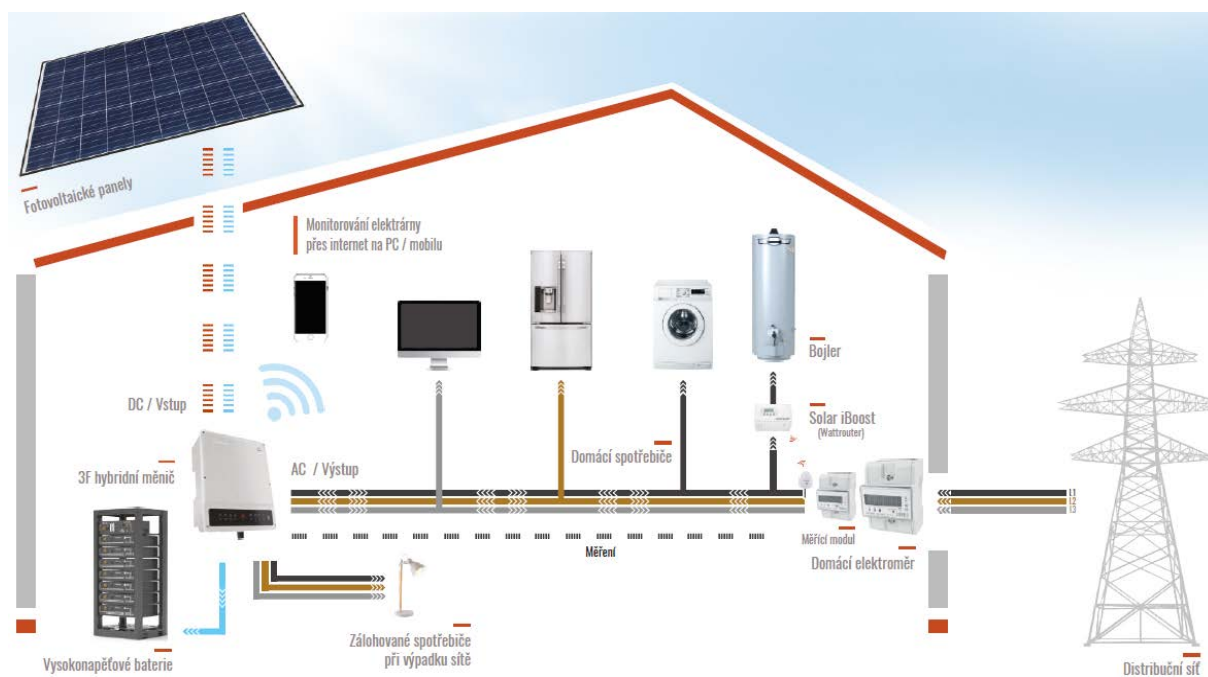 Fotovoltaické panely
Monitorování elektrárny
přes internet na PC / mobilu
DC / Vstup
3F hybridní měnič
AC / Výstup
Domácí spotřebiče
Bojler
Solar iBoost
(Wattrouter)
L1
L2
L3
Měření
Měřící modul
Domácí elektroměr
Zálohované spotřebiče
při výpadku sítě
Vysokonapěťové baterie
Distribuční síť